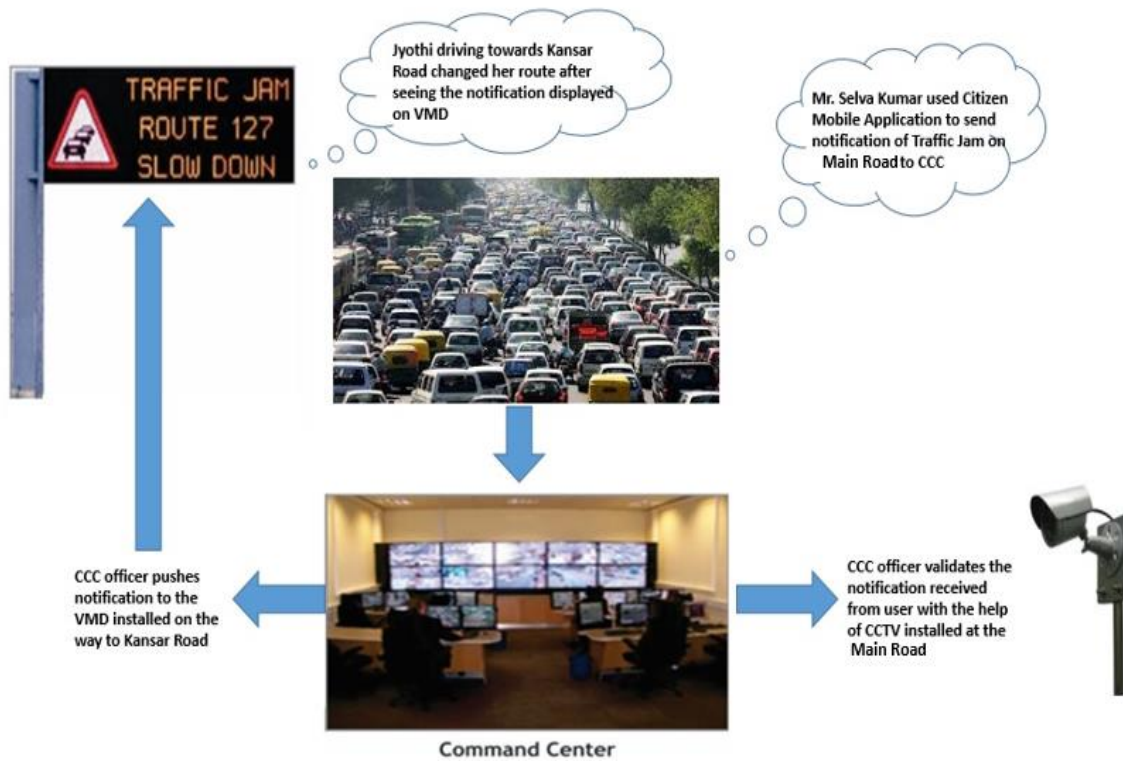 TRAFFIC JAM
ROUTE 127
SLOW DOWN
Jyothi driving towards Kansar
Road changed her route after
seeing the notification displayed
on VMD
Mr. Selva Kumar used Citizen
Mobile Application to send
notification of Traffic Jam on
Main Road to CCC
CCC officer pushes
notification to the
VMD installed on the
way to Kansar Road
CCC officer validates the
notification received
from user with the help
of CCTV installed at the
Main Road
Command Center